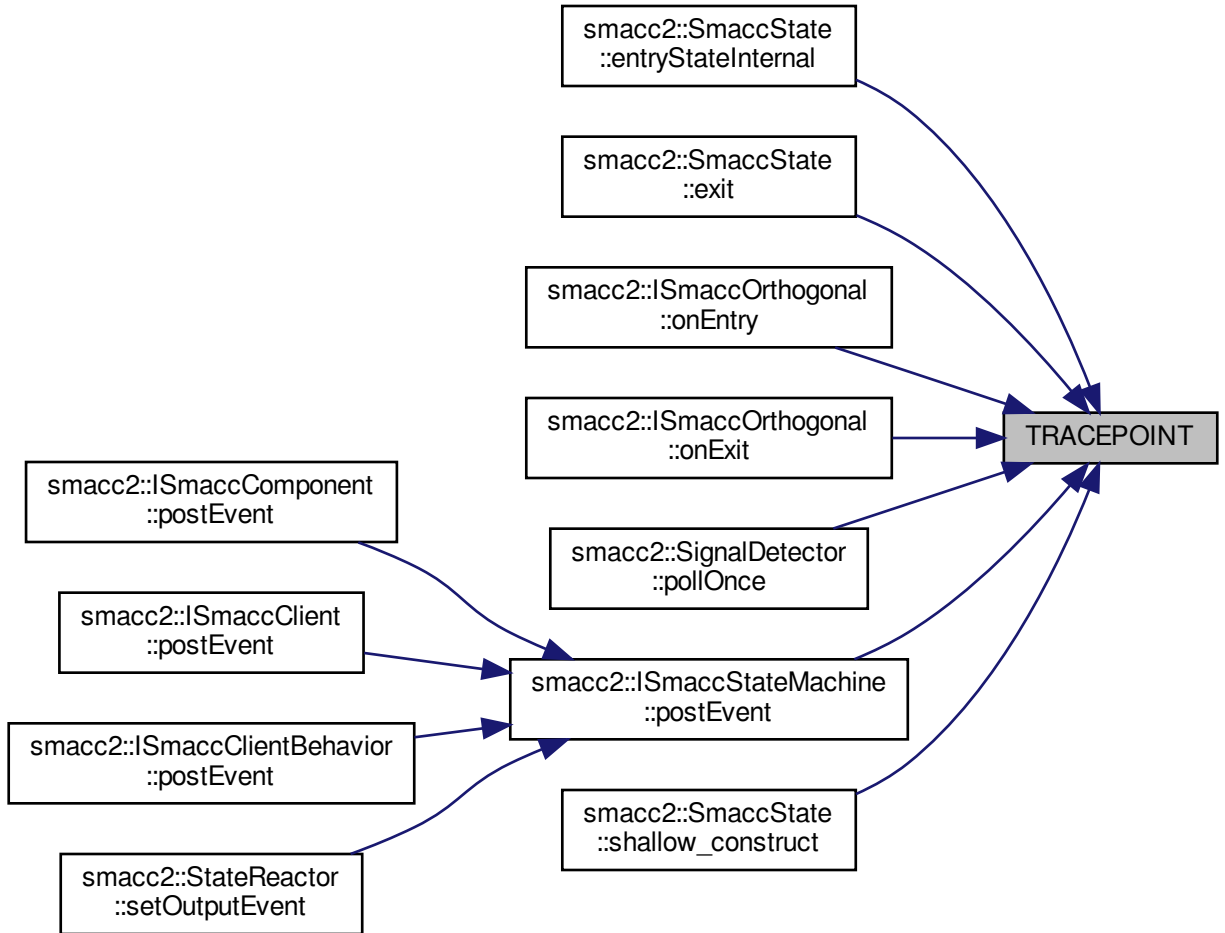 smacc2::SmaccState
::entryStateInternal
smacc2::SmaccState
::exit
smacc2::ISmaccOrthogonal
::onEntry
smacc2::ISmaccOrthogonal
::onExit
TRACEPOINT
smacc2::ISmaccComponent
::postEvent
smacc2::SignalDetector
::pollOnce
smacc2::ISmaccClient
::postEvent
smacc2::ISmaccStateMachine
::postEvent
smacc2::ISmaccClientBehavior
::postEvent
smacc2::SmaccState
::shallow_construct
smacc2::StateReactor
::setOutputEvent